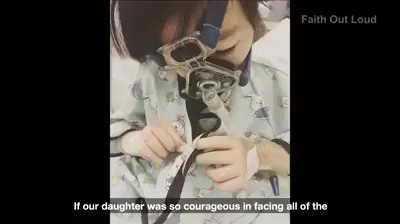 Faith Out Loud
If our daughter was so courageous in facing all of the